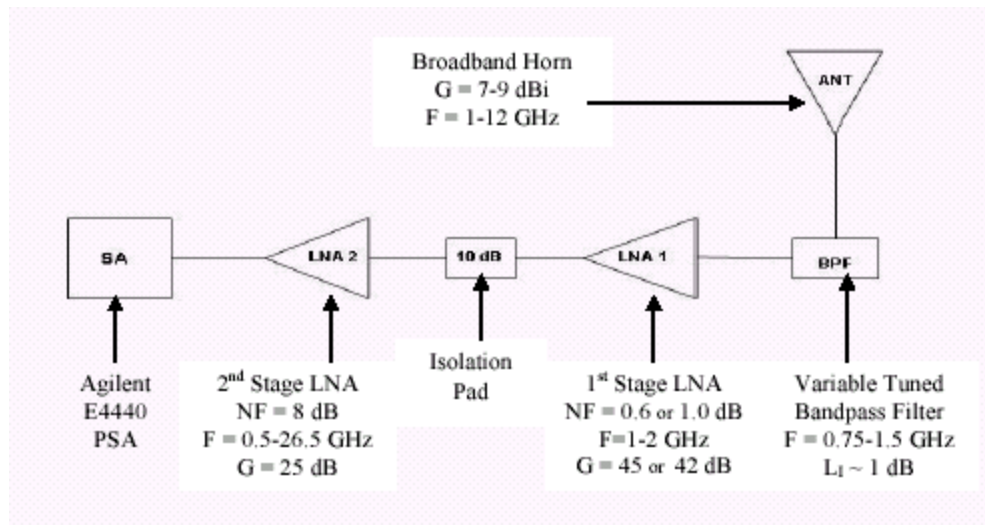 Broadband Horn
G = 7-9 dBi
F = 1-12 GHz
ANT
SA
LNA 2
10 dB
LNA 1
BPF
Agilent
E4440
PSA
2nd Stage LNA
NF = 8 dB
F = 0.5-26.5 GHz
G = 25 dB
Isolation
Pad
1st Stage LNA
NF = 0.6 or 1.0 dB
F=1-2 GHz
G = 45 or 42 dB
Variable Tuned
Bandpass Filter
F = 0.75-1.5 GHz
LI ~ 1 dB